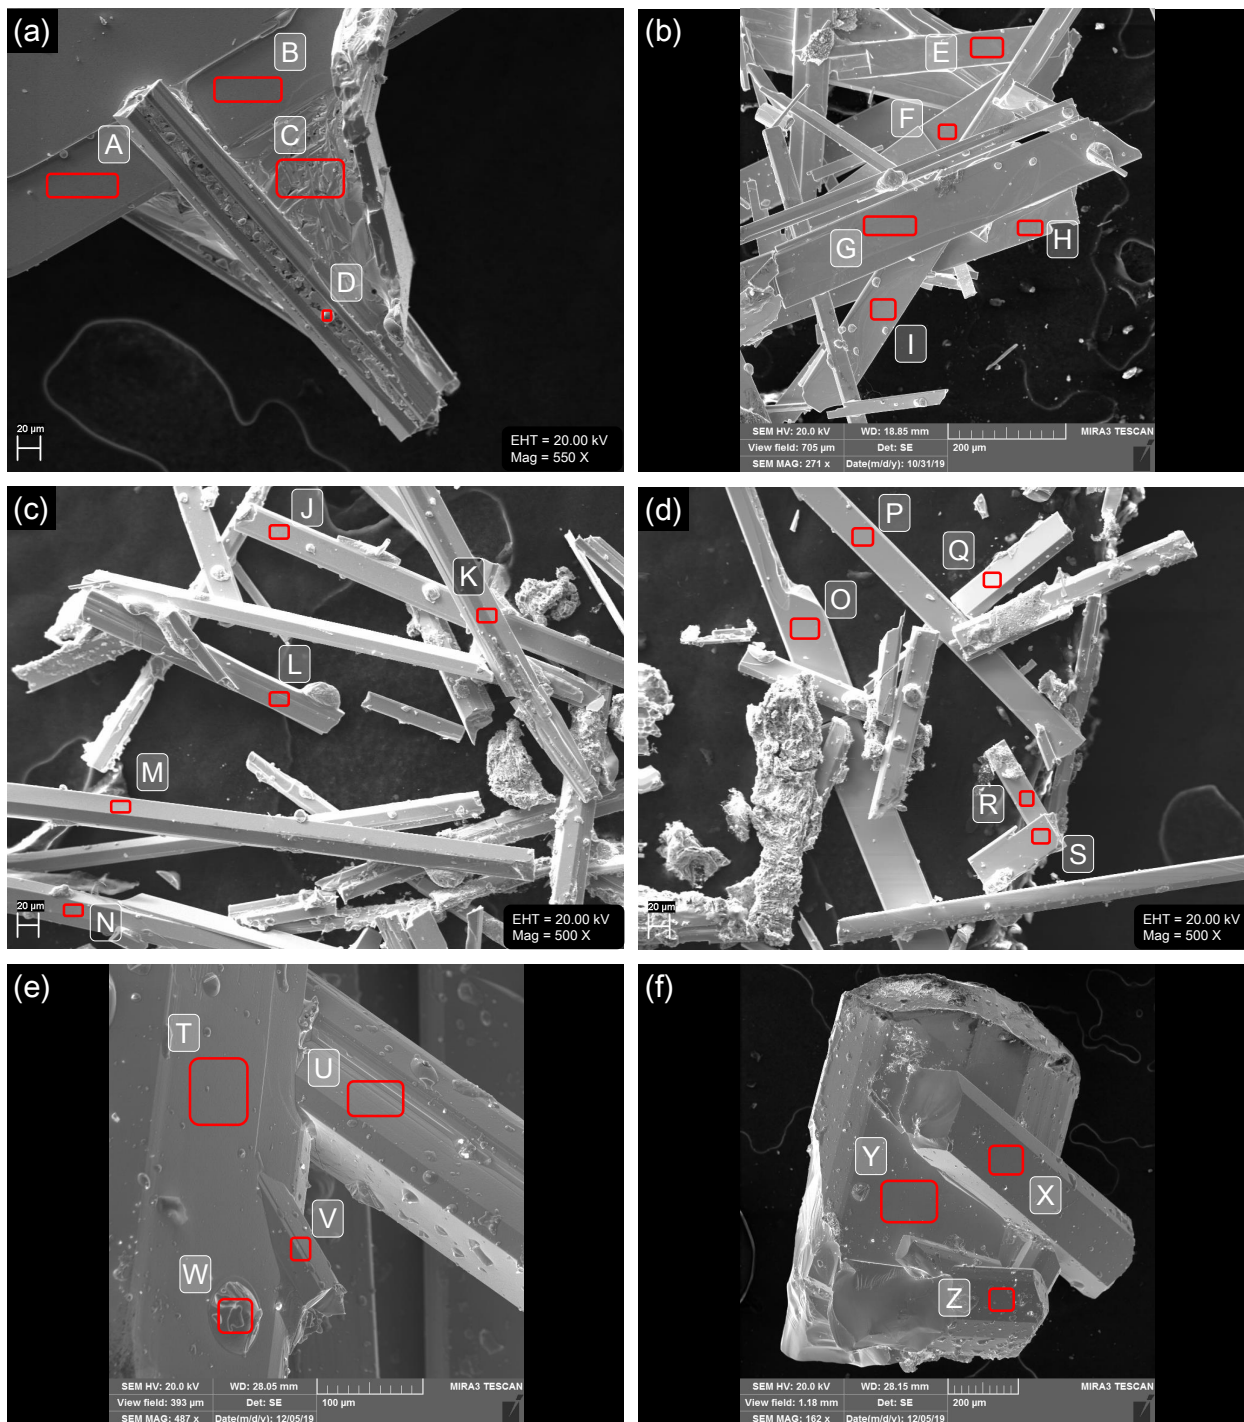 (a)
B
A
C
D
20 µm
EHT = 20.00 kV
Mag = 550 X
(b)
E
F
G
H
I
SEM HV: 20.0 kV WD: 18.85 mm MIRA3 TESCAN
View field: 705 µm Det: SE 200 µm
SEM MAG: 271 x Date(m/d/y): 10/31/19
(c)
J
K
L
M
N
20 µm
EHT = 20.00 kV
Mag = 500 X
(d)
P
Q
O
R
S
20 µm
EHT = 20.00 kV
Mag = 500 X
(e)
T
U
V
W
SEM HV: 20.0 kV WD: 28.05 mm MIRA3 TESCAN
View field: 393 µm Det: SE 100 µm
SEM MAG: 487 x Date(m/d/y): 12/05/19
(f)
Y
X
Z
SEM HV: 20.0 kV WD: 28.15 mm MIRA3 TESCAN
View field: 1.18 mm Det: SE 200 µm
SEM MAG: 162 x Date(m/d/y): 12/05/19